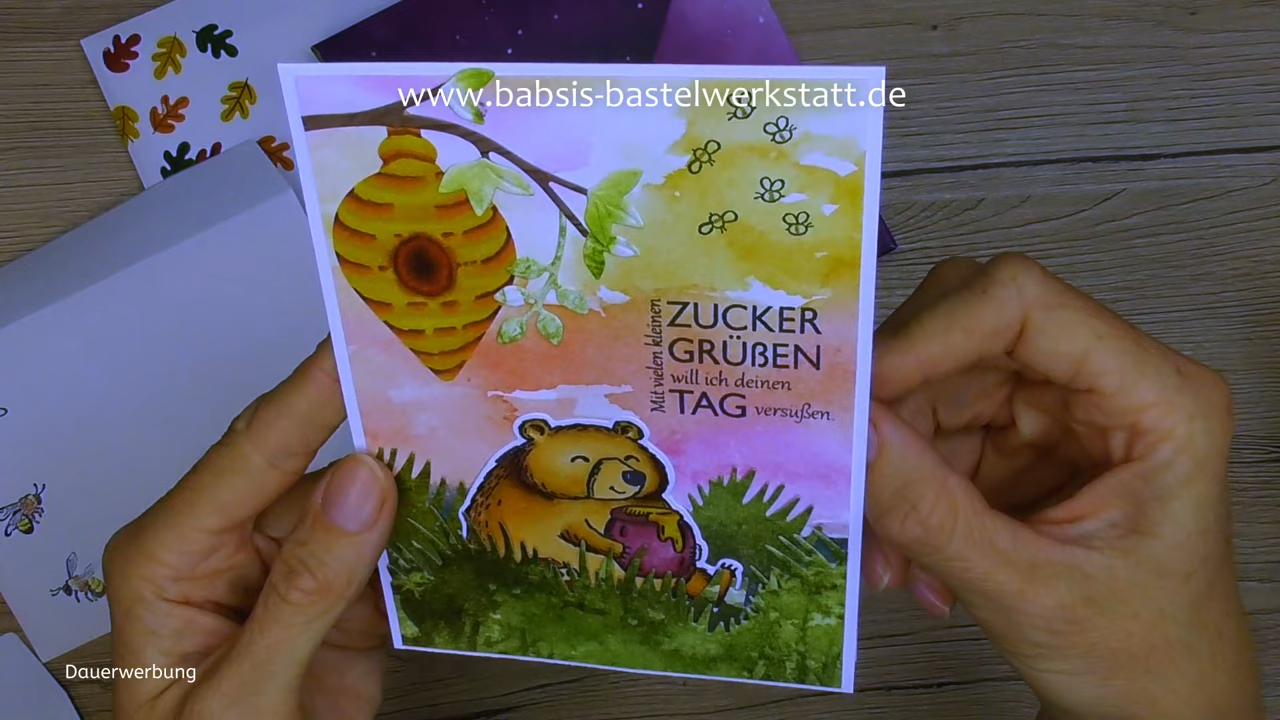 www.babsis-bastelwerkstatt.de
Mit vielen kleinen
ZUCKER
GRÜßEN
will ich deinen
TAG versüßen.
Dauerwerbung